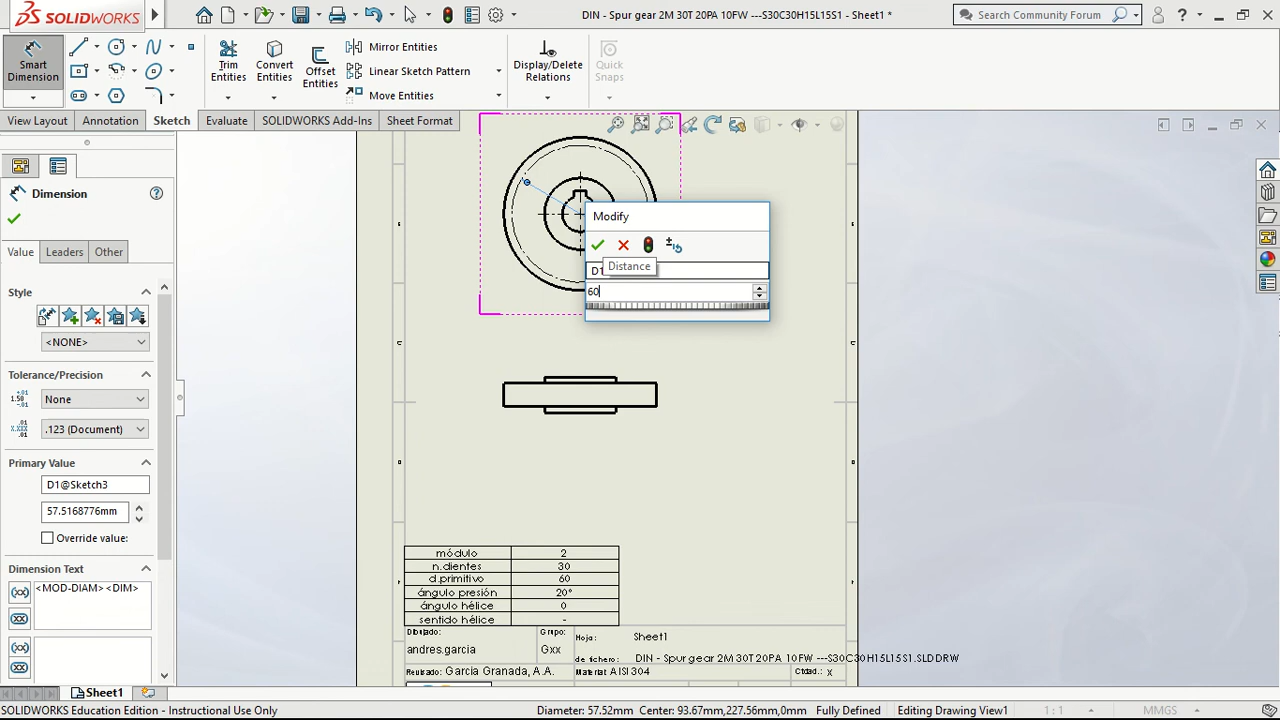 SOLIDWORKS
DIN - Spur gear 2M 30T 20PA 10FW ---S30C30H15L15S1 - Sheet1 *
Search Community Forum
?
Smart Dimension
Trim Entities
Convert Entities
Offset Entities
Mirror Entities
Linear Sketch Pattern
Move Entities
Display/Delete Relations
Quick Snaps
View Layout
Annotation
Sketch
Evaluate
SOLIDWORKS Add-Ins
Sheet Format
Dimension
Value
Leaders
Other
Style
<NONE>
Tolerance/Precision
None
.123 (Document)
Primary Value
D1@Sketch3
57.5168776mm
Override value:
Dimension Text
<MOD-DIAM><DIM>
Modify
D1
Distance
60
módulo 2
n.dientes 30
d.primitivo 60
ángulo presión 20°
ángulo hélice 0
sentido hélice -
Dibujado:
andres.garcia
Grupo:
Gxx
Hoja: Sheet1
de fichero: DIN - Spur gear 2M 30T 20PA 10FW ---S30C30H15L15S1.SLDDRW
Revisado: García Granada, A.A.
Material: AISI 304
Ctdad.: x
Sheet1
SOLIDWORKS Education Edition - Instructional Use Only
Diameter: 57.52mm
Center: 93.67mm,227.56mm,0mm
Fully Defined
Editing Drawing View1
1 : 1
MMGS